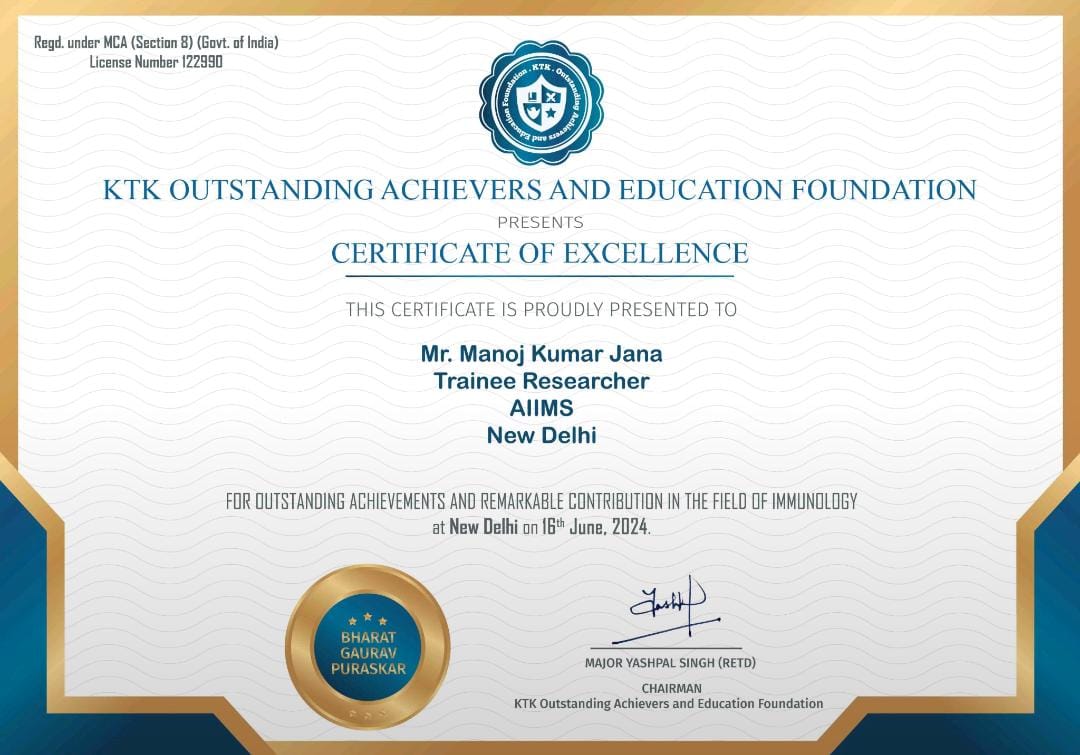 Regd. under MCA (Section 8) (Govt. of India)
License Number 122990
KTK . Outstanding Achievers and Education Foundation .
KTK OUTSTANDING ACHIEVERS AND EDUCATION FOUNDATION
PRESENTS
CERTIFICATE OF EXCELLENCE
THIS CERTIFICATE IS PROUDLY PRESENTED TO
Mr. Manoj Kumar Jana
Trainee Researcher
AIIMS
New Delhi
FOR OUTSTANDING ACHIEVEMENTS AND REMARKABLE CONTRIBUTION IN THE FIELD OF IMMUNOLOGY
at New Delhi on 16th June, 2024.
BHARAT
GAURAV
PURASKAR
MAJOR YASHPAL SINGH (RETD)
CHAIRMAN
KTK Outstanding Achievers and Education Foundation